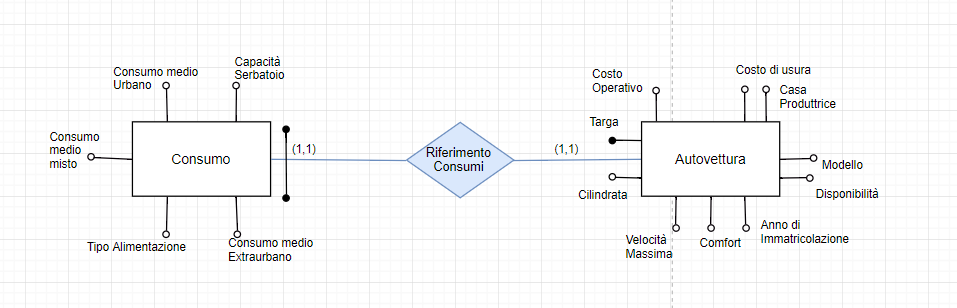 Consumo medio
Urbano
Capacità
Serbatoio
Consumo
medio
misto
Consumo
(1,1)
Tipo Alimentazione
Consumo medio
Extraurbano
Riferimento
Consumi
(1,1)
Costo
Operativo
Costo di usura
Casa
Produttrice
Targa
Autovettura
Modello
Cilindrata
Disponibilità
Velocità
Massima
Comfort
Anno di
Immatricolazione